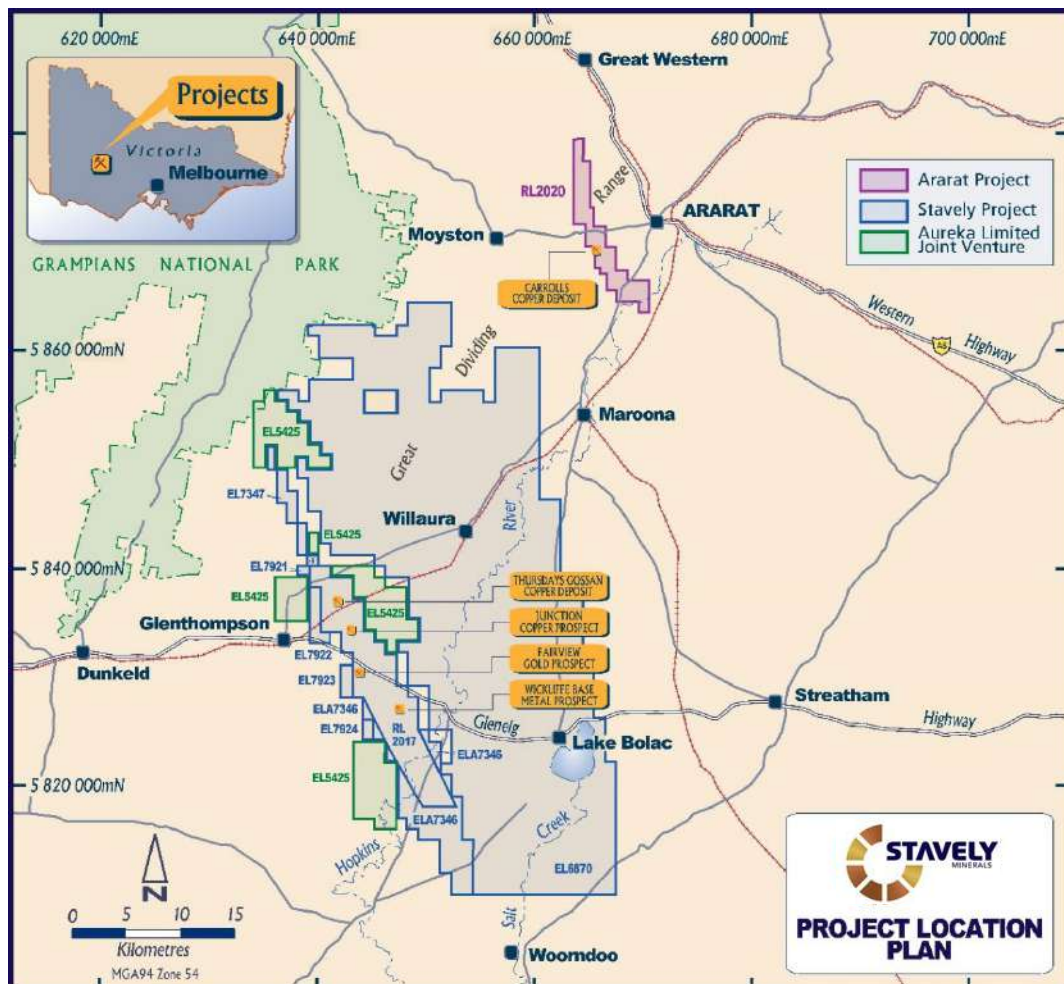 620 000mE
640 000mE
660 000mE
680 000mE
700 000mE
Projects
Victoria
Melbourne
Great Western
RL2020
Range
ARARAT
Moyston
CARROLLS
COPPER DEPOSIT
Ararat Project
Stavely Project
Aureka Limited
Joint Venture
GRAMPIANS NATIONAL PARK
5 860 000mN
Dividing
Western
Highway
A8
Maroona
EL5425
Great
EL7347
Willaura
River
EL5425
5 840 000mN
EL7921
EL5425
THURSDAYS GOSSAN
COPPER DEPOSIT
EL5425
JUNCTION
COPPER PROSPECT
Glenthompson
EL7922
FAIRVIEW
GOLD PROSPECT
Dunkeld
EL7923
WICKLIFFE BASE
METAL PROSPECT
Streatham
ELA7346
EL7924
RL
2017
Glenelg
Highway
ELA7346
Lake Bolac
EL5425
5 820 000mN
ELA7346
Creek
Hopkins
EL6870
Salt
N
0 5 10 15
Kilometres
MGA94 Zone 54
Woorndoo
STAVELY
MINERALS
PROJECT LOCATION
PLAN